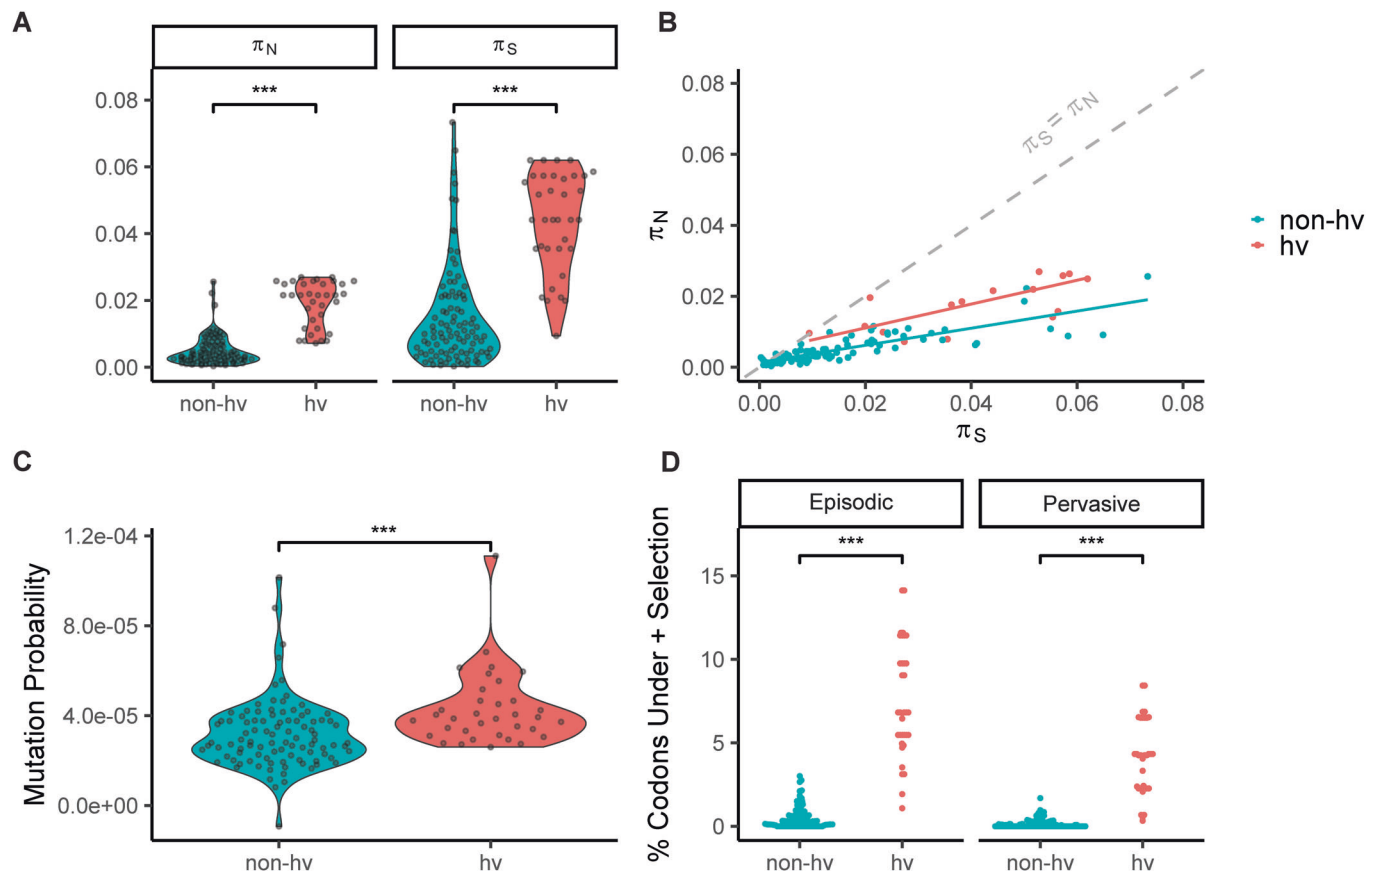 A
π N
π S
***
***
0.08
0.06
0.04
0.02
0.00
non-hv
hv
non-hv
hv
B
πS = πN
πN
0.08
0.06
0.04
0.02
0.00
0.00
0.02
0.04
0.06
0.08
πS
non-hv
hv
C
Mutation Probability
***
1.2e-04
8.0e-05
4.0e-05
0.0e+00
non-hv
hv
D
Episodic
Pervasive
% Codons Under + Selection
***
***
15
10
5
0
non-hv
hv
non-hv
hv